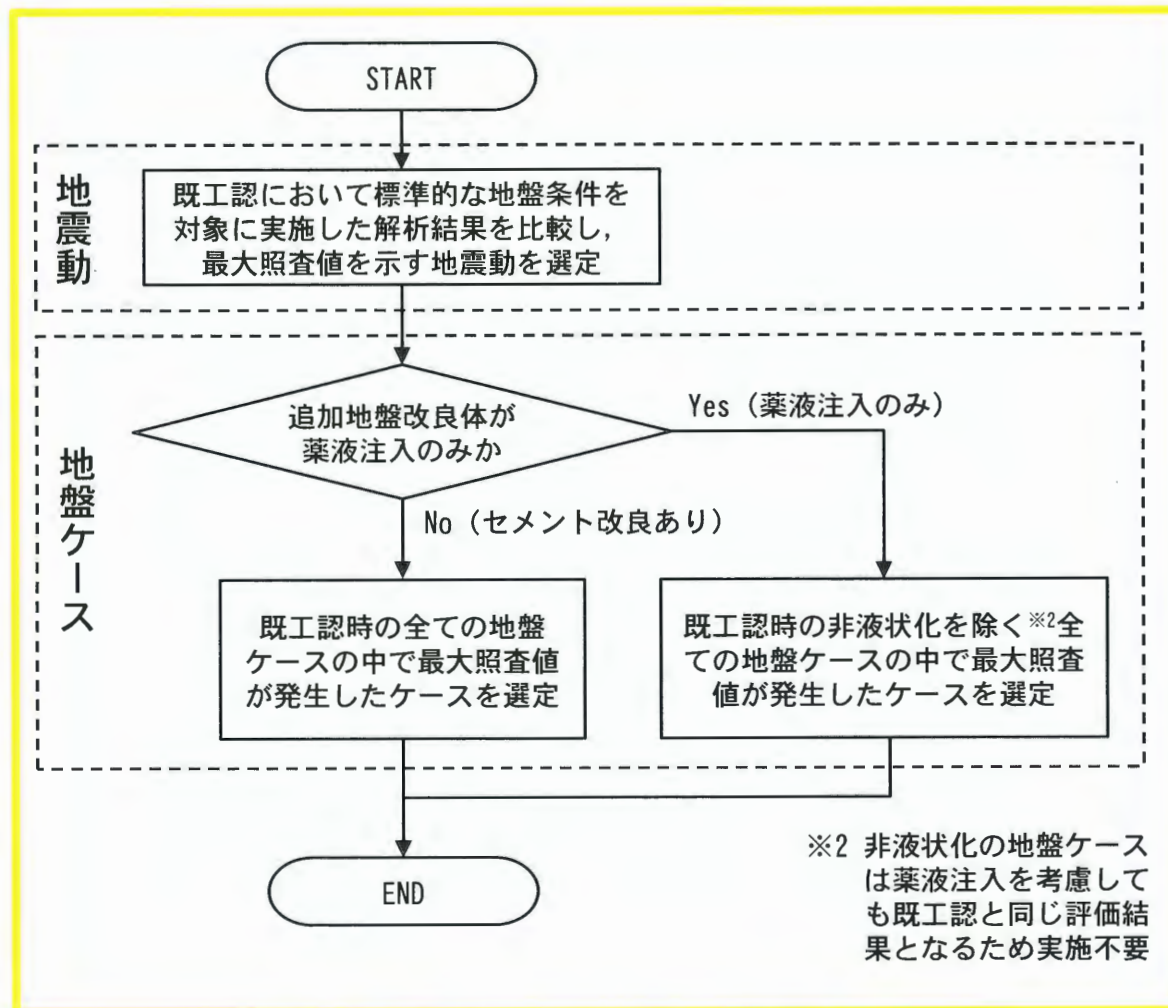 START
地震動
既工認において標準的な地盤条件を
対象に実施した解析結果を比較し，
最大照査値を示す地震動を選定
地盤ケース
追加地盤改良体が
薬液注入のみか
Yes（薬液注入のみ）
No（セメント改良あり）
既工認時の全ての地盤
ケースの中で最大照査値
が発生したケースを選定
既工認時の非液状化を除く※2全
ての地盤ケースの中で最大照査
値が発生したケースを選定
END
※2 非液状化の地盤ケース
は薬液注入を考慮して
も既工認と同じ評価結
果となるため実施不要